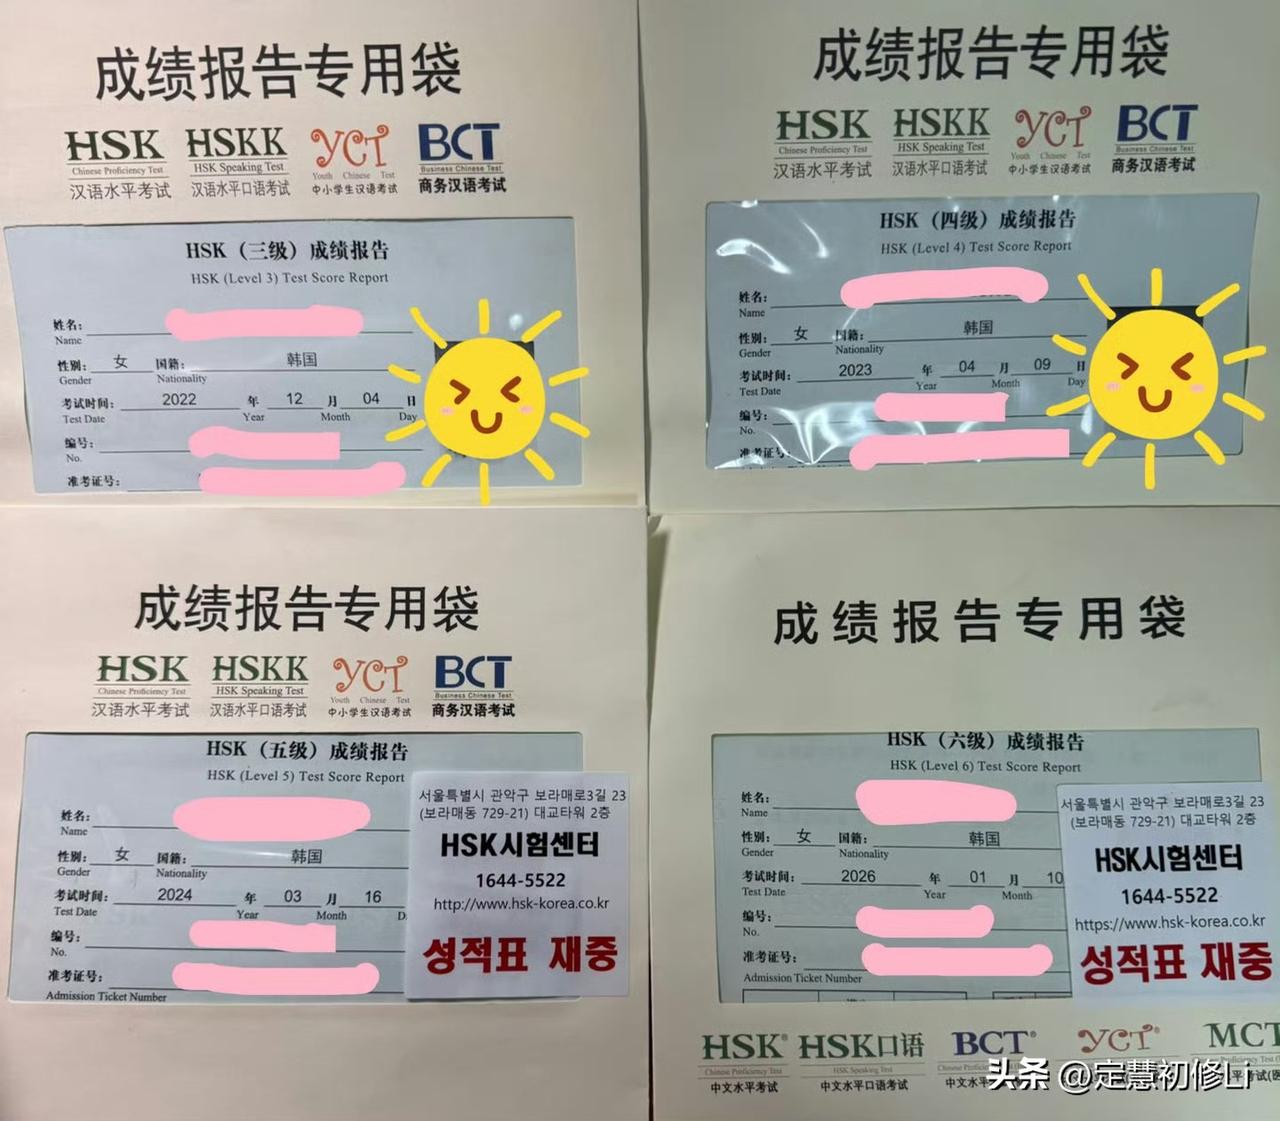 成绩报告专用袋
HSK HSKK YCT BCT
Chinese Proficiency Test HSK Speaking Test Youth Chinese Test Business Chinese Test
汉语水平考试 汉语水平口语考试 中小学生汉语考试 商务汉语考试
HSK（三级）成绩报告
HSK (Level 3) Test Score Report
姓名：
Name
性别： 女 国籍： 韩国
Gender Nationality
考试时间： 2022 年 12 月 04 日
Test Date Year Month Day
编号：
No.
准考证号：
成绩报告专用袋
HSK HSKK YCT BCT
Chinese Proficiency Test HSK Speaking Test Youth Chinese Test Business Chinese Test
汉语水平考试 汉语水平口语考试 中小学生汉语考试 商务汉语考试
HSK（四级）成绩报告
HSK (Level 4) Test Score Report
姓名：
Name
性别： 女 国籍： 韩国
Gender Nationality
考试时间： 2023 年 04 月 09 日
Test Date Year Month Day
编号：
No.
准考证号：
成绩报告专用袋
HSK HSKK YCT BCT
Chinese Proficiency Test HSK Speaking Test Youth Chinese Test Business Chinese Test
汉语水平考试 汉语水平口语考试 中小学生汉语考试 商务汉语考试
HSK（五级）成绩报告
HSK (Level 5) Test Score Report
姓名：
Name
性别： 女 国籍： 韩国
Gender Nationality
考试时间： 2024 年 03 月 16
Test Date Year Month D
编号：
No.
准考证号：
Admission Ticket Number
서울특별시 관악구 보라매로3길 23
(보라매동 729-21) 대교타워 2층
HSK시험센터
1644-5522
http://www.hsk-korea.co.kr
성적표 재중
成绩报告专用袋
HSK（六级）成绩报告
HSK (Level 6) Test Score Report
姓名：
Name
性别： 女 国籍： 韩国
Gender Nationality
考试时间： 2026 年 01 月 10
Test Date Year Month
编号：
No.
准考证号：
Admission Ticket Number
서울특별시 관악구 보라매로3길 23
(보라매동 729-21) 대교타워 2층
HSK시험센터
1644-5522
https://www.hsk-korea.co.kr
성적표 재중
HSK® HSK口语 BCT® YCT® MCT
Chinese Proficiency Test HSK Speaking Test
中文水平考试 中文水平口语考试
头条 @定慧初修Li